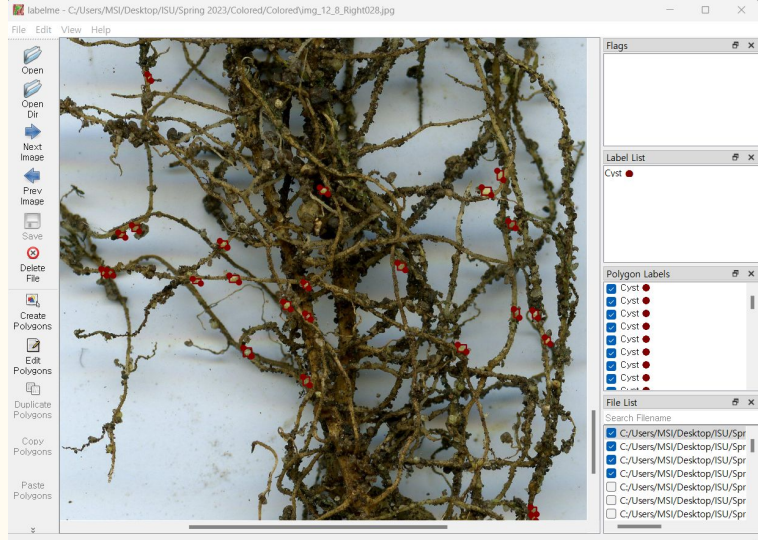 labelme - C:/Users/MSI/Desktop/ISU/Spring 2023/Colored/Colored\img_12_8_Right028.jpg
File Edit View Help
Open
Open
Dir
Next
Image
Prev
Image
Save
Delete
File
Create
Polygons
Edit
Polygons
Duplicate
Polygons
Copy
Polygons
Paste
Polygons
Flags
Label List
Cyst
Polygon Labels
Cyst
Cyst
Cyst
Cyst
Cyst
Cyst
Cyst
Cyst
File List
Search Filename
C:/Users/MSI/Desktop/ISU/Spr
C:/Users/MSI/Desktop/ISU/Spr
C:/Users/MSI/Desktop/ISU/Spr
C:/Users/MSI/Desktop/ISU/Spr
C:/Users/MSI/Desktop/ISU/Spr
C:/Users/MSI/Desktop/ISU/Spr
C:/Users/MSI/Desktop/ISU/Spr